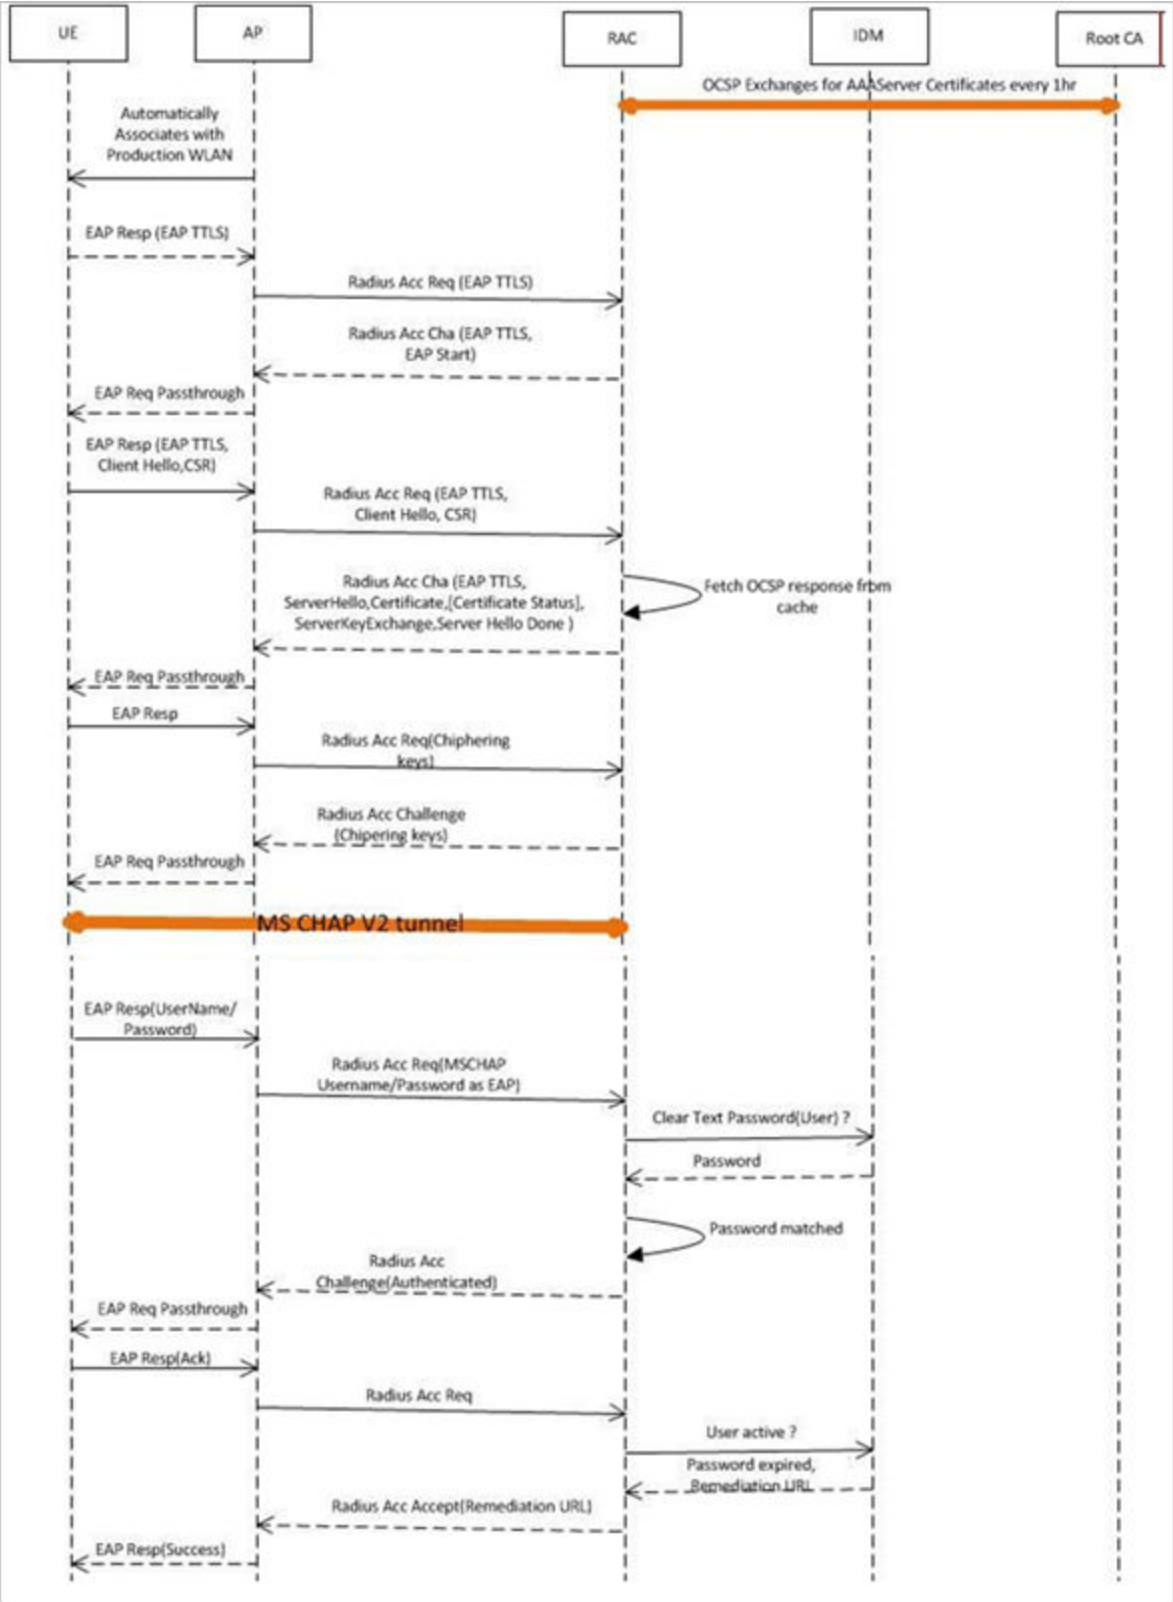 UE
AP
RAC
IDM
Root CA
OCSP Exchanges for AAAServer Certificates every 1hr
Automatically
Associates with
Production WLAN
EAP Resp (EAP TTLS)
Radius Acc Req (EAP TTLS)
Radius Acc Cha (EAP TTLS,
EAP Start)
EAP Req Passthrough
EAP Resp (EAP TTLS,
Client Hello,CSR)
Radius Acc Req (EAP TTLS,
Client Hello, CSR)
Radius Acc Cha (EAP TTLS,
ServerHello,Certificate,[Certificate Status],
ServerKeyExchange,Server Hello Done )
Fetch OCSP response from
cache
EAP Req Passthrough
EAP Resp
Radius Acc Req(Chiphering
keys)
Radius Acc Challenge
(Chipering keys)
EAP Req Passthrough
MS CHAP V2 tunnel
EAP Resp(UserName/
Password)
Radius Acc Req(MSCHAP
Username/Password as EAP)
Clear Text Password(User) ?
Password
Password matched
Radius Acc
Challenge(Authenticated)
EAP Req Passthrough
EAP Resp(Ack)
Radius Acc Req
User active ?
Password expired,
Remediation URL
Radius Acc Accept(Remediation URL)
EAP Resp(Success)